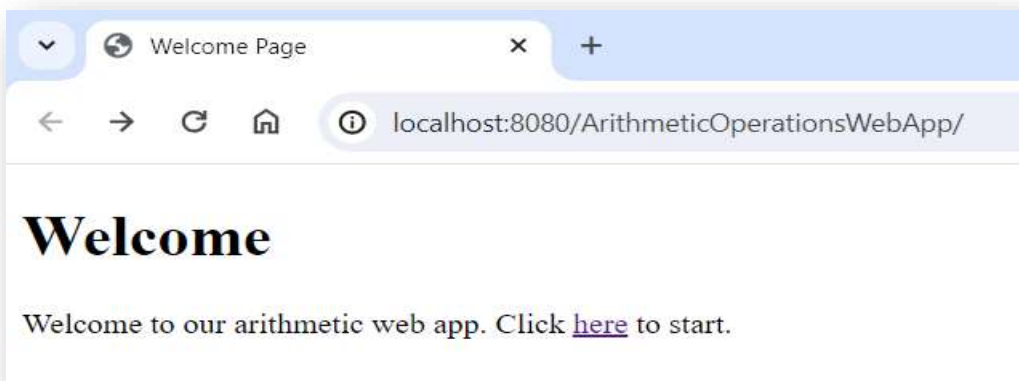 Welcome Page
localhost:8080/ArithmeticOperationsWebApp/
Welcome
Welcome to our arithmetic web app. Click here to start.